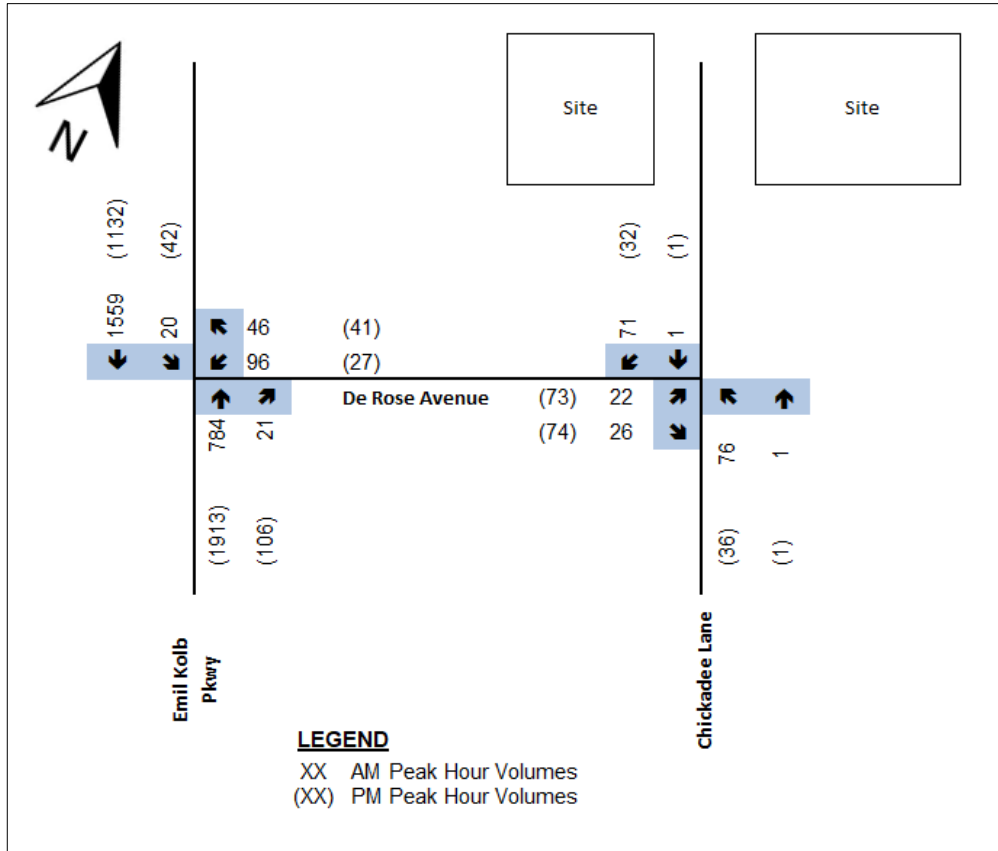 N
Site
Site
(1132)
(42)
(32)
(1)
1559
20
46 (41)
96 (27)
71
1
De Rose Avenue
(73) 22
(74) 26
784
21
76
1
(1913)
(106)
(36)
(1)
Emil Kolb
Pkwy
Chickadee Lane
LEGEND
XX AM Peak Hour Volumes
(XX) PM Peak Hour Volumes